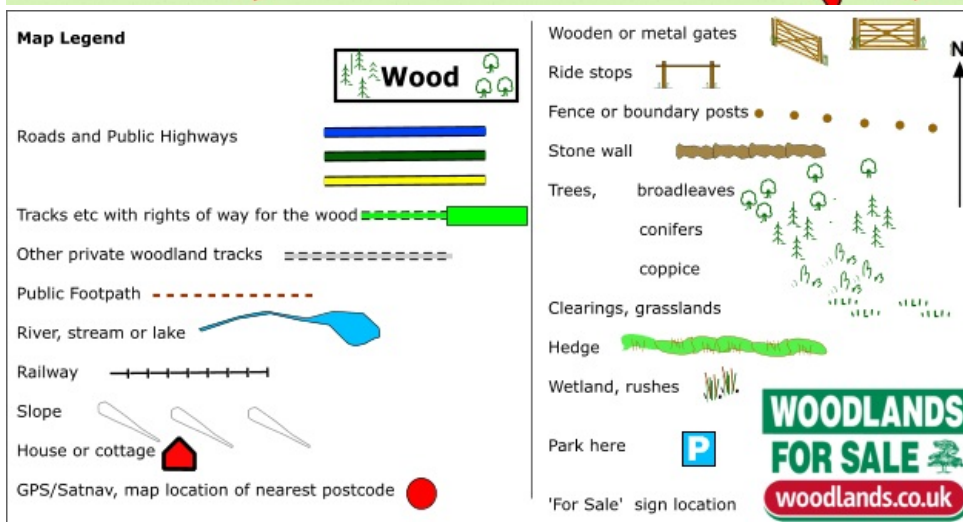 Map Legend
Wood
Roads and Public Highways
Tracks etc with rights of way for the wood
Other private woodland tracks
Public Footpath
River, stream or lake
Railway
Slope
House or cottage
GPS/Satnav, map location of nearest postcode
Wooden or metal gates
N
Ride stops
Fence or boundary posts
Stone wall
Trees, broadleaves
conifers
coppice
Clearings, grasslands
Hedge
Wetland, rushes
Park here
P
'For Sale' sign location
WOODLANDS
FOR SALE
woodlands.co.uk